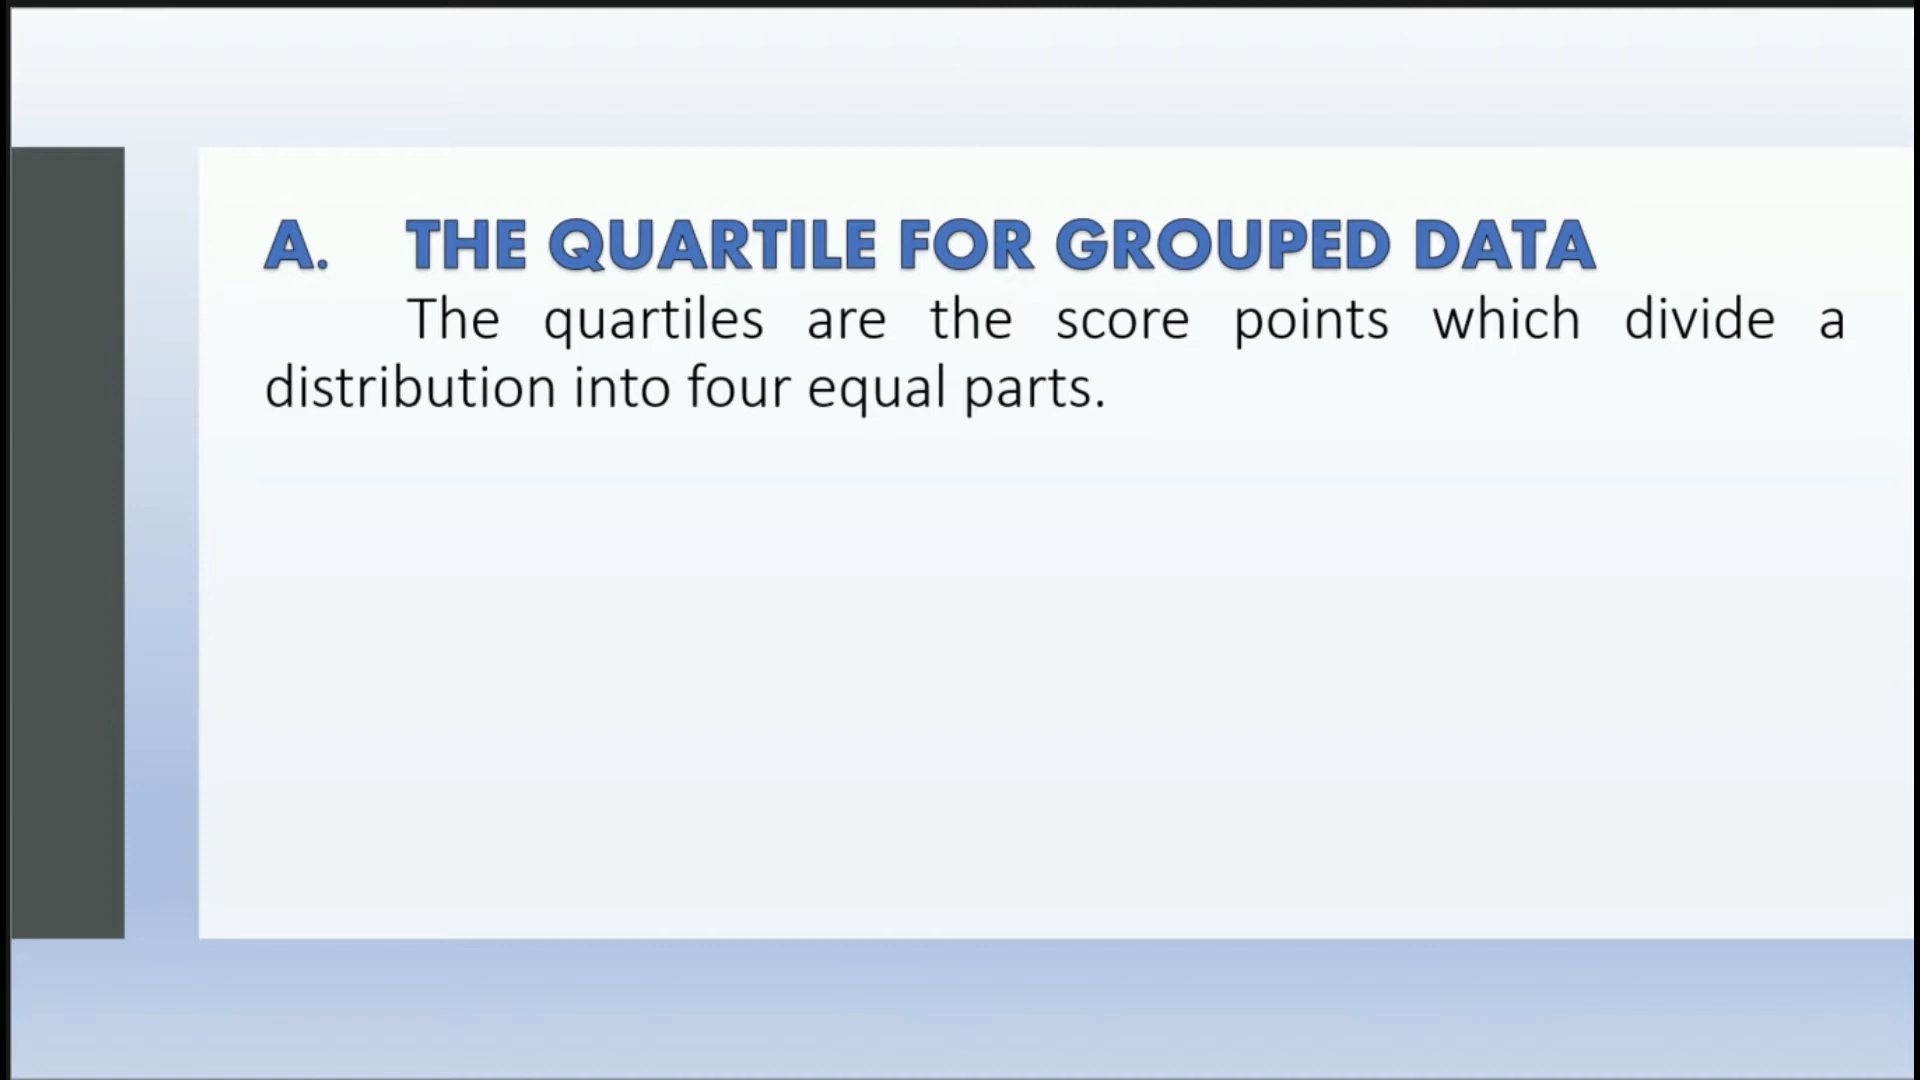 A. THE QUARTILE FOR GROUPED DATA
The quartiles are the score points which divide a
distribution into four equal parts.